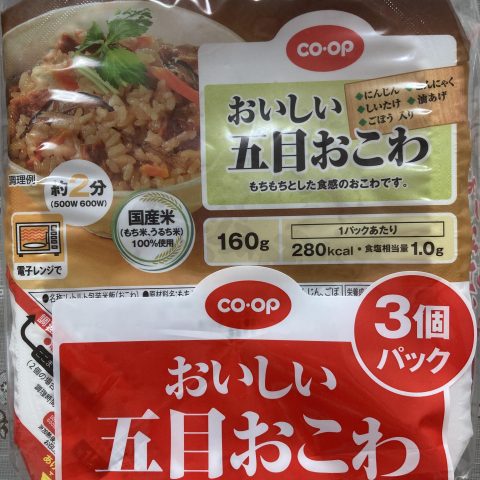 co-op
にんじん
しいたけ
ごぼう 入り
こんにゃく
油あげ
おいしい
五目おこわ
もちもちとした食感のおこわです。
調理例
約2分
(500W 600W)
電子レンジで
国産米
(もち米、うるち米)
100%使用
160g
1パックあたり
280kcal・食塩相当量1.0g
co-op
3個
パック
おいしい
五目おこわ